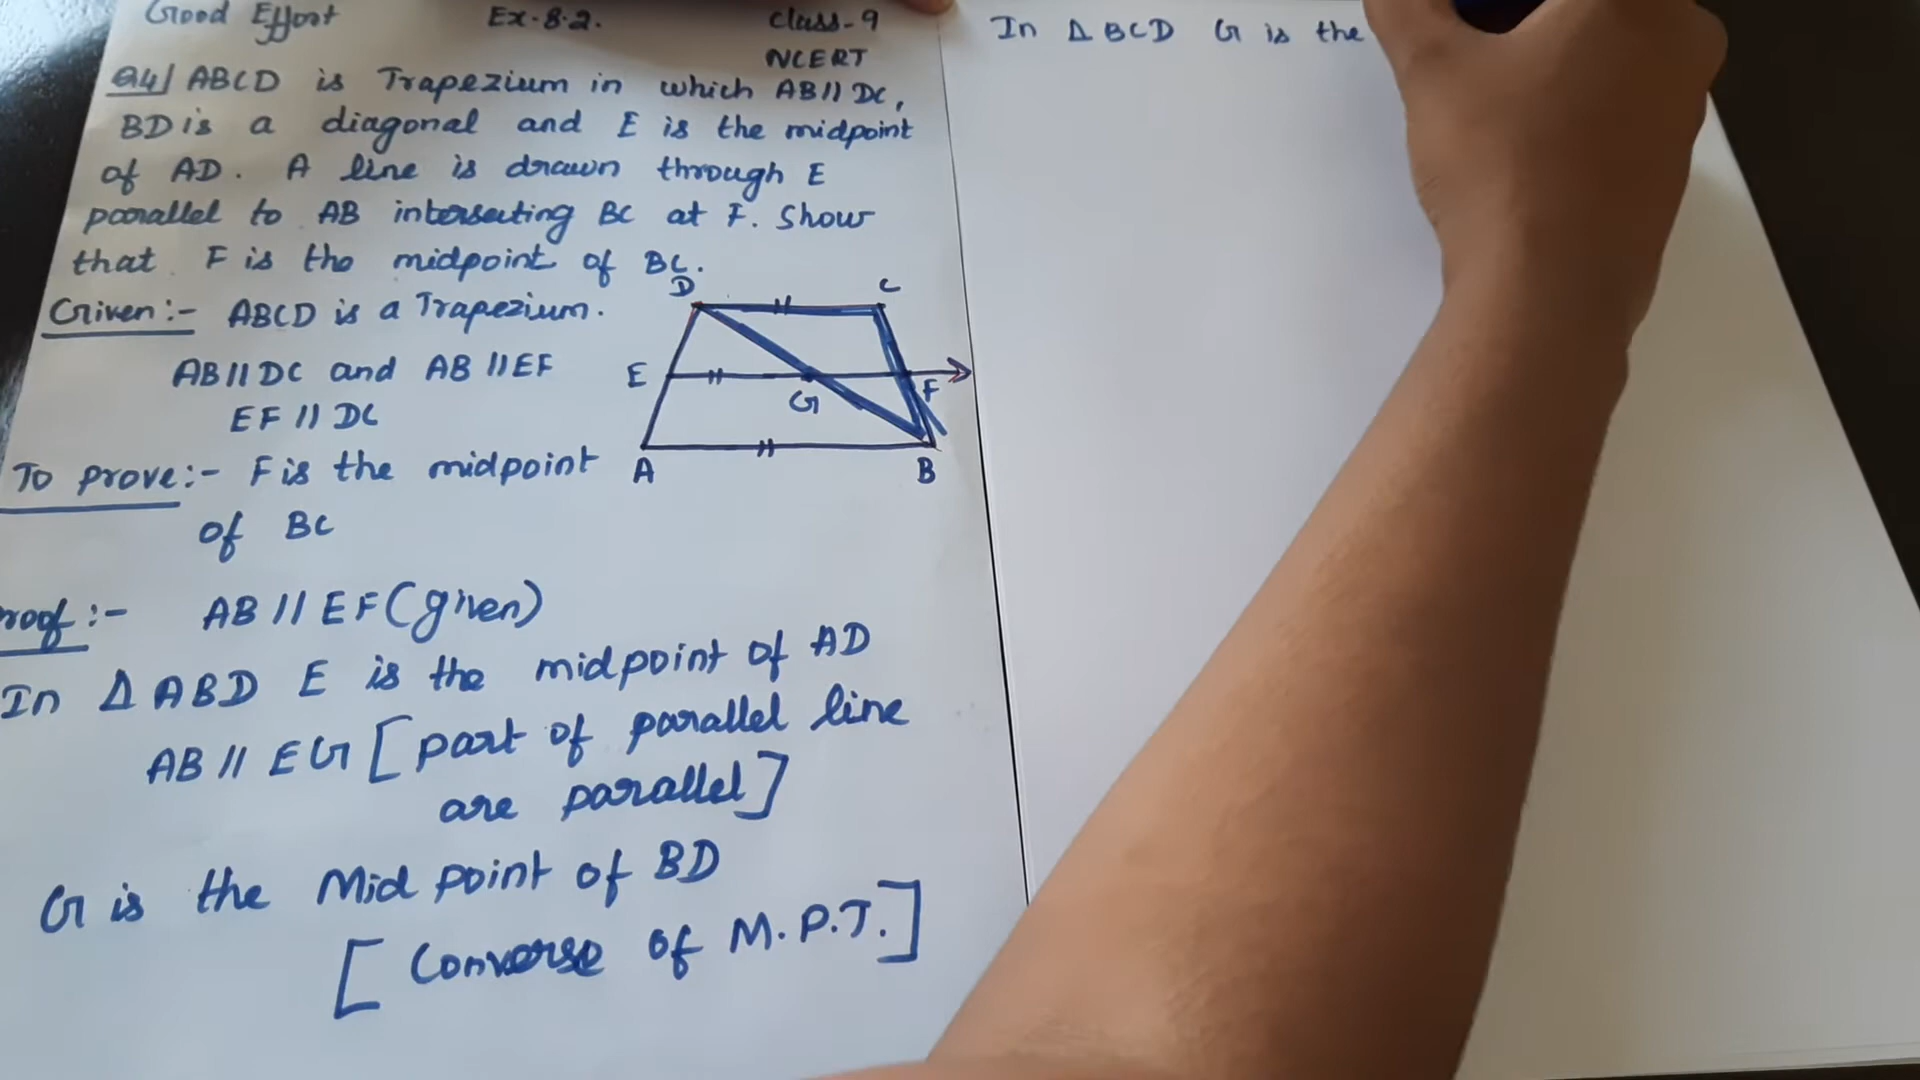 Good Effort Ex-8.2. Class-9
NCERT
Q4/ ABCD is Trapezium in which AB∥DC,
BD is a diagonal and E is the midpoint
of AD. A line is drawn through E
parallel to AB intersecting BC at F. Show
that F is the midpoint of BC.
Given:- ABCD is a Trapezium.
AB∥DC and AB∥EF
EF∥DC
To prove:- F is the midpoint
of BC
D C
E G F
A B
roof:- AB∥EF (given)
In Δ ABD E is the midpoint of AD
AB∥EG [part of parallel line
are parallel]
G is the Mid point of BD
[Converse of M.P.T.]
In Δ BCD G is the